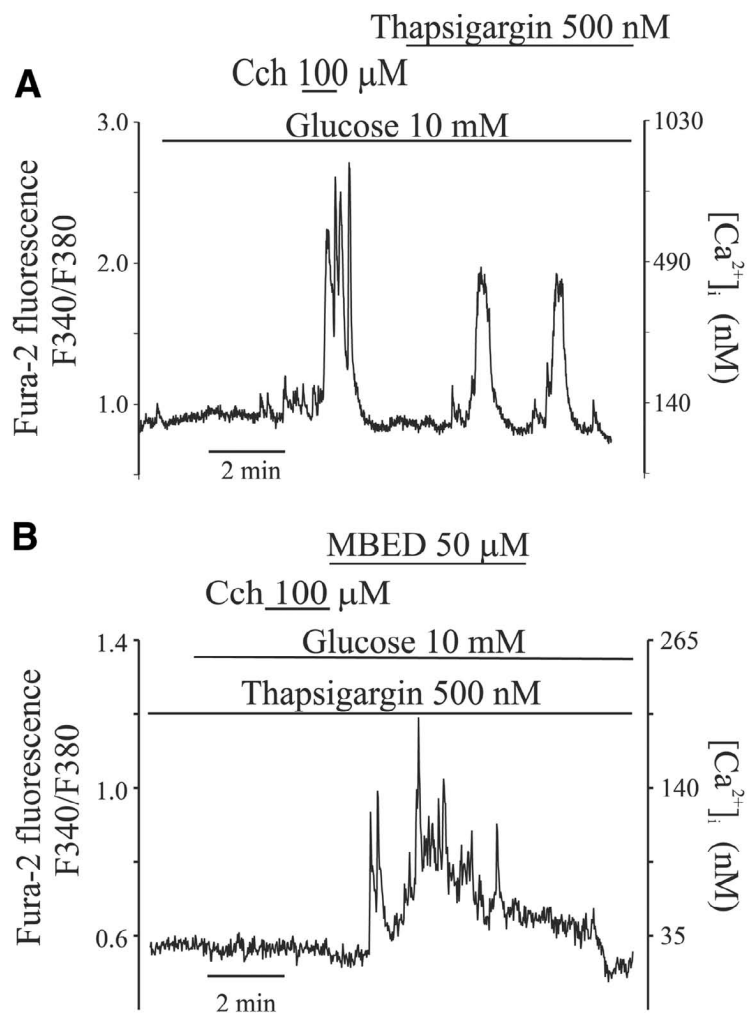 Thapsigargin 500 nM
A
Cch 100 μM
Glucose 10 mM
3.0
2.0
1.0
Fura-2 fluorescence
F340/F380
1030
490
140
[Ca²⁺]ᵢ (nM)
2 min
B
MBED 50 μM
Cch 100 μM
Glucose 10 mM
Thapsigargin 500 nM
1.4
1.0
0.6
Fura-2 fluorescence
F340/F380
265
140
35
[Ca²⁺]ᵢ (nM)
2 min